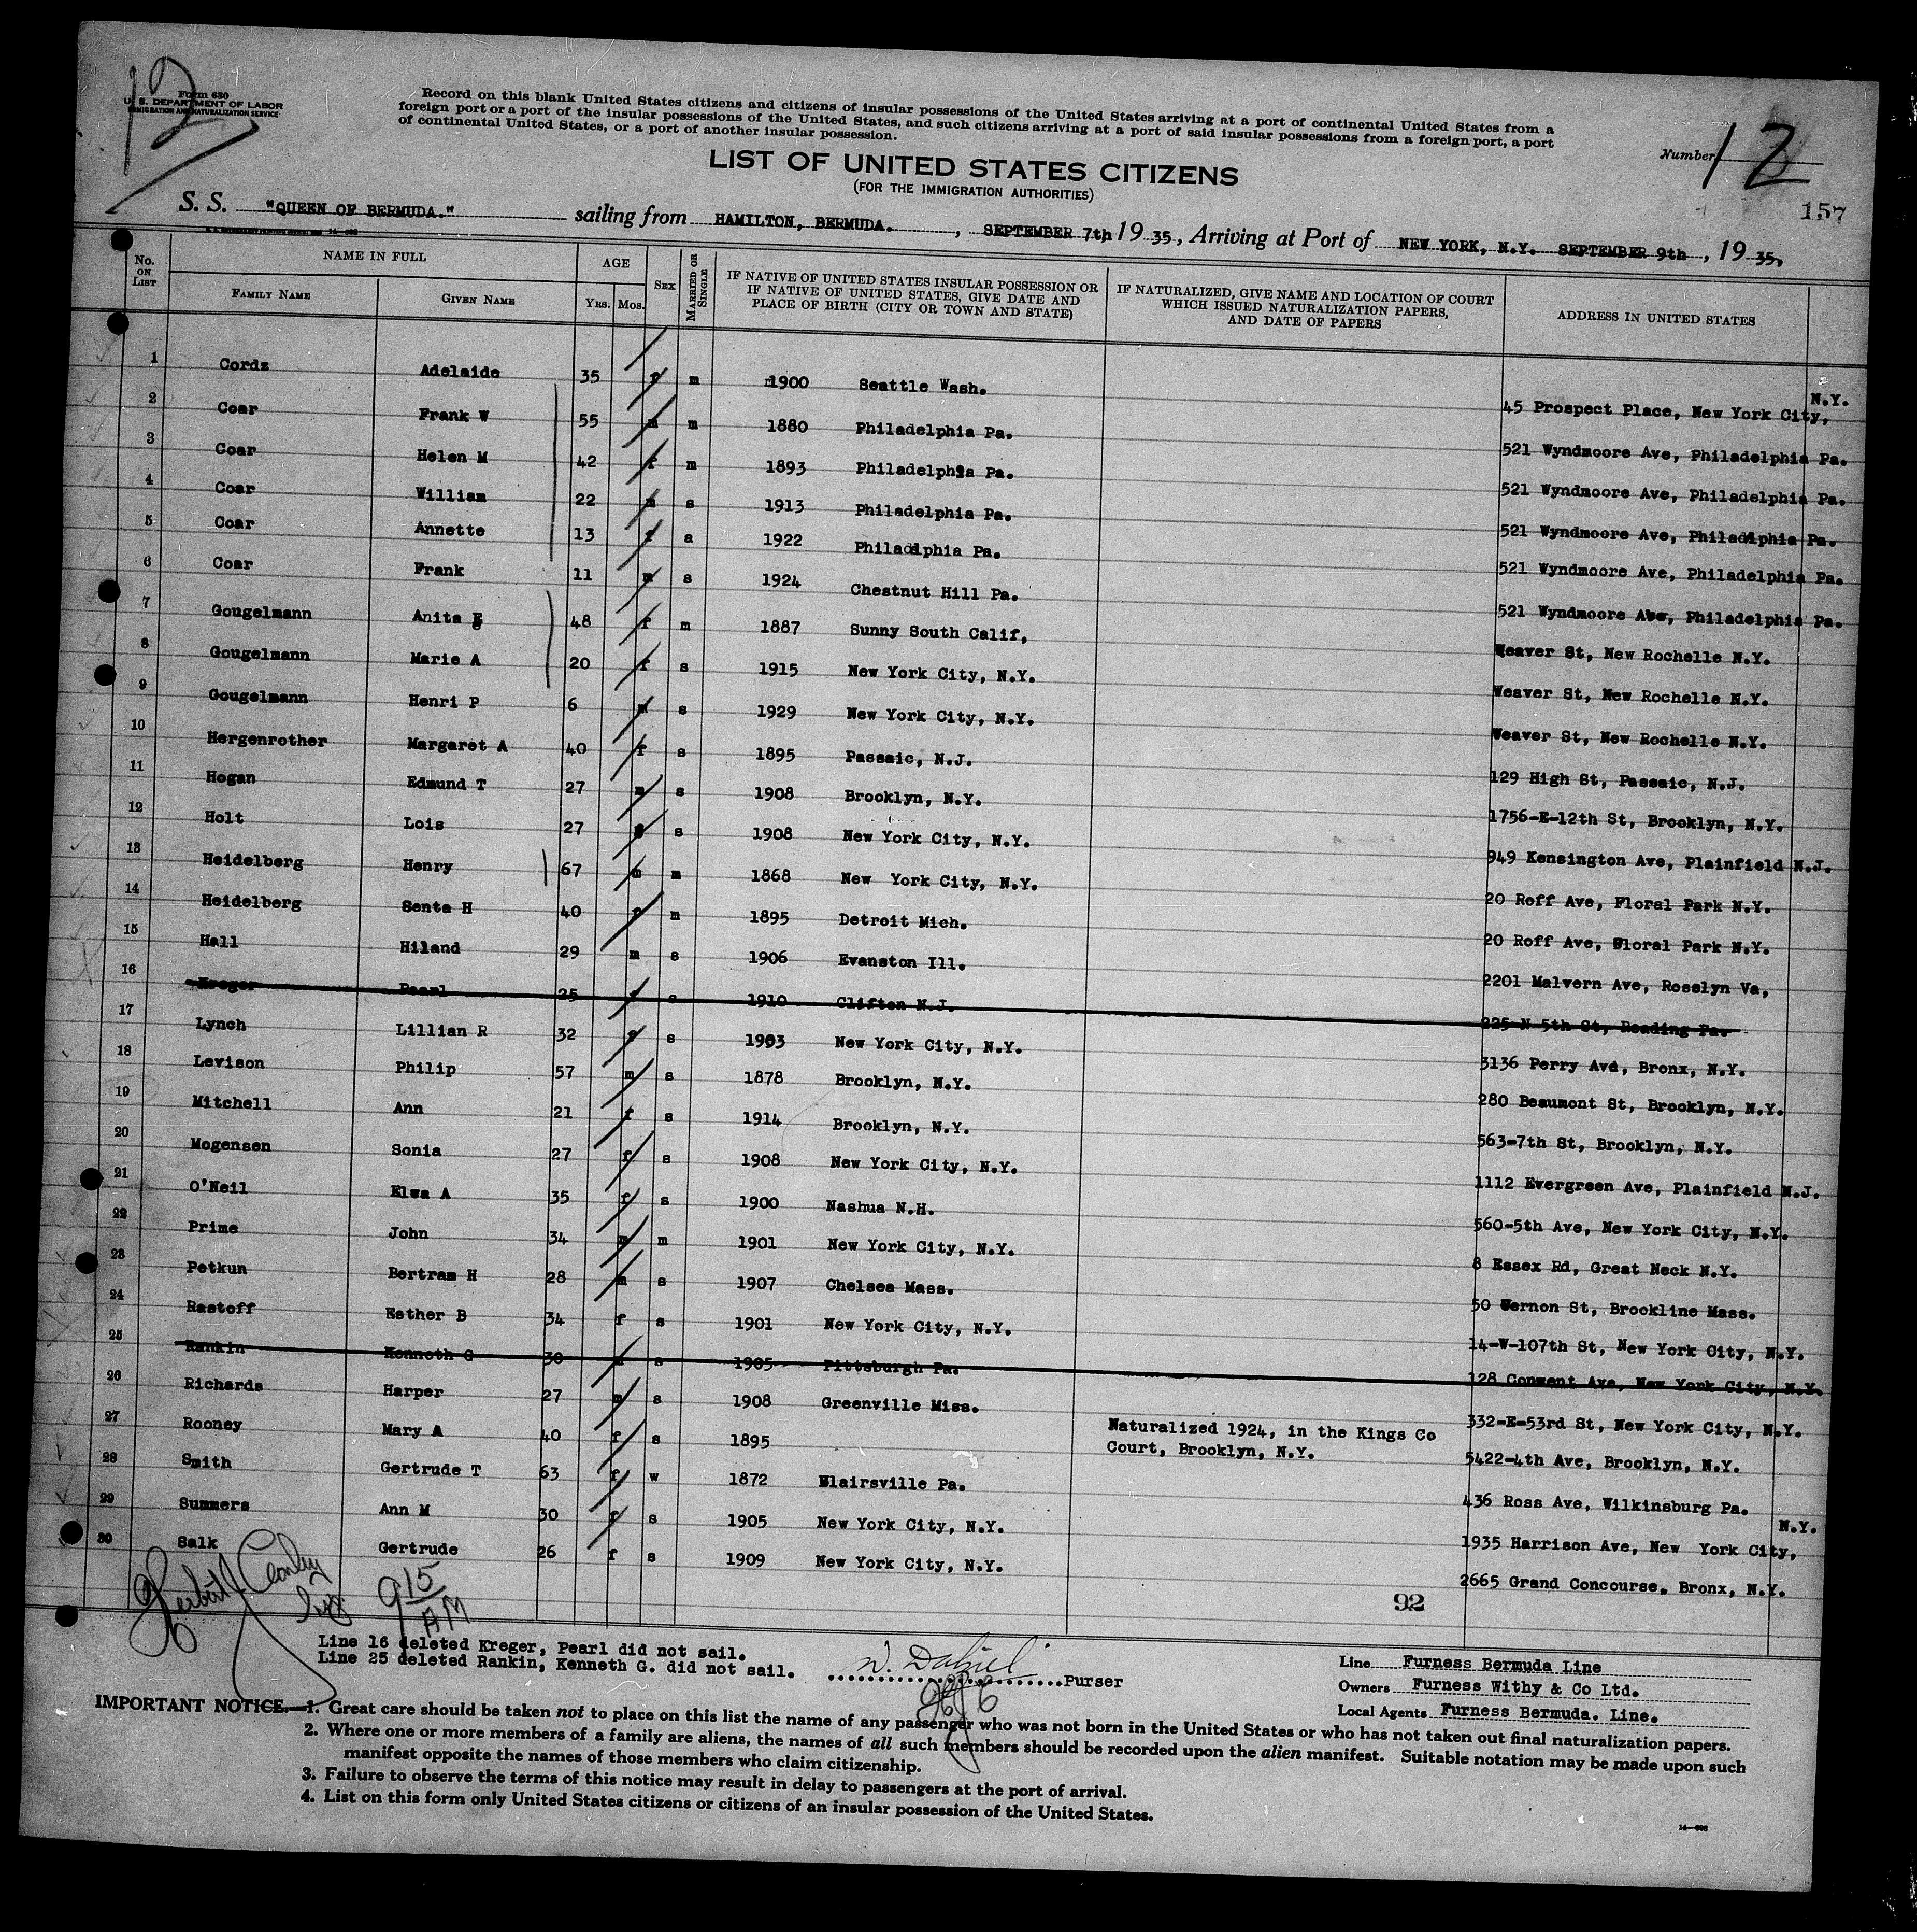 12
Form 630
U. S. DEPARTMENT OF LABOR
IMMIGRATION AND NATURALIZATION SERVICE
Record on this blank United States citizens and citizens of insular possessions of the United States arriving at a port of continental United States from a
foreign port or a port of the insular possessions of the United States, and such citizens arriving at a port of said insular possessions from a foreign port, a port
of continental United States, or a port of another insular possession.
Number 12
LIST OF UNITED STATES CITIZENS
(FOR THE IMMIGRATION AUTHORITIES)
157
S. S. "QUEEN OF BERMUDA." sailing from HAMILTON, BERMUDA. , SEPTEMBER 7th 19 35, Arriving at Port of NEW YORK, N.Y. SEPTEMBER 9th , 19 35,
No. ON LIST NAME IN FULL AGE SEX MARRIED OR SINGLE IF NATIVE OF UNITED STATES INSULAR POSSESSION OR IF NATIVE OF UNITED STATES, GIVE DATE AND PLACE OF BIRTH (CITY OR TOWN AND STATE) IF NATURALIZED, GIVE NAME AND LOCATION OF COURT WHICH ISSUED NATURALIZATION PAPERS, AND DATE OF PAPERS ADDRESS IN UNITED STATES
FAMILY NAME GIVEN NAME YRS. MOS.
1 Cordz Adelaide 35 f m 1900 Seattle Wash. 45 Prospect Place, New York City, N.Y.
2 Coar Frank W 55 m m 1880 Philadelphia Pa. 521 Wyndmoore Ave, Philadelphia Pa.
3 Coar Helen M 42 f m 1893 Philadelphia Pa. 521 Wyndmoore Ave, Philadelphia Pa.
4 Coar William 22 m s 1913 Philadelphia Pa. 521 Wyndmoore Ave, Philadelphia Pa.
5 Coar Annette 13 f s 1922 Philadlphia Pa. 521 Wyndmoore Ave, Philadelphia Pa.
6 Coar Frank 11 m s 1924 Chestnut Hill Pa. 521 Wyndmoore Ave, Philadelphia Pa.
7 Gougelmann Anita E 48 f m 1887 Sunny South Calif, Weaver St, New Rochelle N.Y.
8 Gougelmann Marie A 20 f s 1915 New York City, N.Y. Weaver St, New Rochelle N.Y.
9 Gougelmann Henri P 6 m s 1929 New York City, N.Y. Weaver St, New Rochelle N.Y.
10 Hergenrother Margaret A 40 f s 1895 Passaic, N.J. 129 High St, Passaic, N.J.
11 Hogan Edmund T 27 m s 1908 Brooklyn, N.Y. 1756-E-12th St, Brooklyn, N.Y.
12 Holt Lois 27 s 1908 New York City, N.Y. 949 Kensington Ave, Plainfield N.J.
13 Heidelberg Henry 67 m m 1868 New York City, N.Y. 20 Roff Ave, Floral Park N.Y.
14 Heidelberg Senta H 40 f m 1895 Detroit Mich. 20 Roff Ave, Floral Park N.Y.
15 Hall Hiland 29 m s 1906 Evanston Ill. 2201 Malvern Ave, Rosslyn Va,
16 Kreger Pearl 25 f s 1910 Clifton N.J. 225 N 5th St, Reading Pa.
17 Lynch Lillian R 32 f s 1903 New York City, N.Y. 3136 Perry Avd, Bronx, N.Y.
18 Levison Philip 57 m s 1878 Brooklyn, N.Y. 280 Beaumont St, Brooklyn, N.Y.
19 Mitchell Ann 21 f s 1914 Brooklyn, N.Y. 563-7th St, Brooklyn, N.Y.
20 Mogensen Sonia 27 f s 1908 New York City, N.Y. 1112 Evergreen Ave, Plainfield N.J.
21 O'Neil Elwa A 35 f s 1900 Nashua N.H. 560-5th Ave, New York City, N.Y.
22 Prime John 34 m m 1901 New York City, N.Y. 8 Essex Rd, Great Neck N.Y.
23 Petkun Bertram H 28 m s 1907 Chelsea Mass. 50 Vernon St, Brookline Mass.
24 Rastoff Esther B 34 f s 1901 New York City, N.Y. 14-W-107th St, New York City, N.Y.
25 Rankin Kenneth G 30 m s 1905 Pittsburgh Pa. 128 Convent Ave, New York City, N.Y.
26 Richards Harper 27 m s 1908 Greenville Miss. 332-E-53rd St, New York City, N.Y.
27 Rooney Mary A 40 f s 1895 Naturalized 1924, in the Kings Co Court, Brooklyn, N.Y. 5422-4th Ave, Brooklyn, N.Y.
28 Smith Gertrude T 63 f w 1872 Blairsville Pa. 436 Ross Ave, Wilkinsburg Pa.
29 Summers Ann M 30 f s 1905 New York City, N.Y. 1935 Harrison Ave, New York City, N.Y.
30 Salk Gertrude 26 f s 1909 New York City, N.Y. 2665 Grand Concourse, Bronx, N.Y.
915 AM
92
Line 16 deleted Kreger, Pearl did not sail.
Line 25 deleted Rankin, Kenneth G. did not sail.
Purser
Line Furness Bermuda Line
Owners Furness Withy & Co Ltd.
Local Agents Furness Bermuda. Line.
IMPORTANT NOTICE.—1. Great care should be taken not to place on this list the name of any passenger who was not born in the United States or who has not taken out final naturalization papers.
2. Where one or more members of a family are aliens, the names of all such members should be recorded upon the alien manifest. Suitable notation may be made upon such
manifest opposite the names of those members who claim citizenship.
3. Failure to observe the terms of this notice may result in delay to passengers at the port of arrival.
4. List on this form only United States citizens or citizens of an insular possession of the United States.